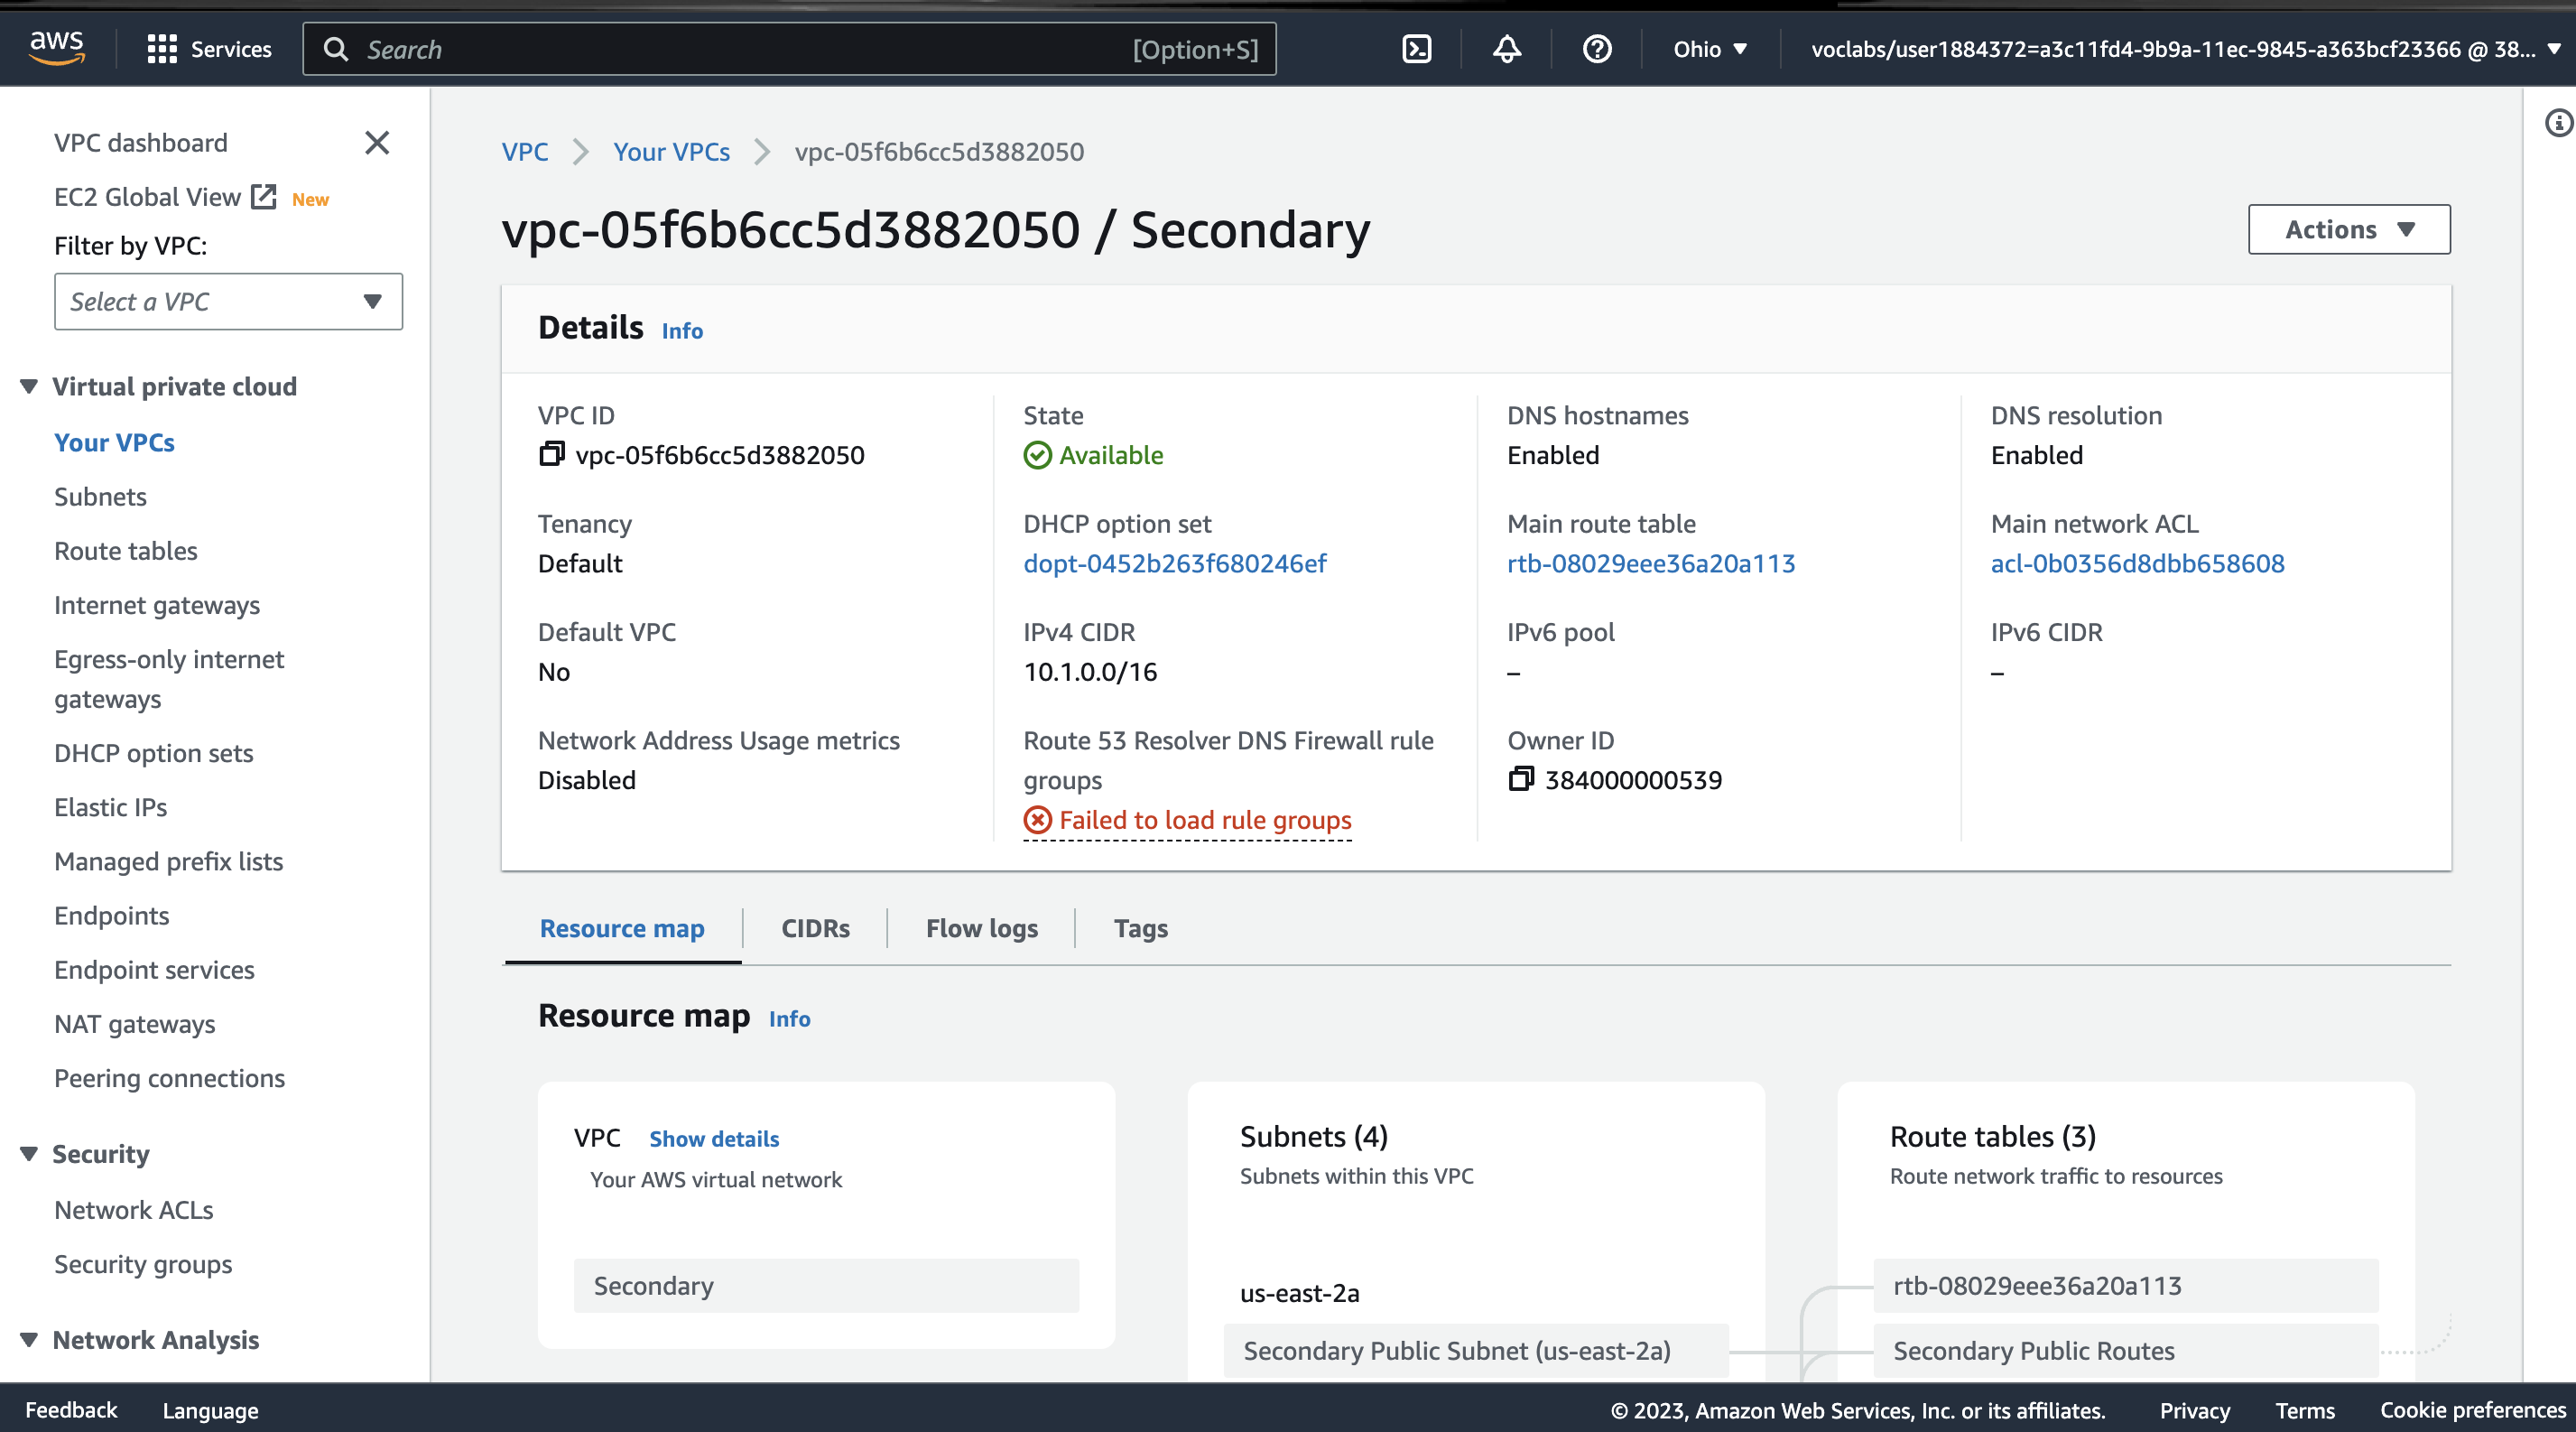 aws
Services
Search
[Option+S]
Ohio
voclabs/user1884372=a3c11fd4-9b9a-11ec-9845-a363bcf23366 @ 38...
VPC dashboard
EC2 Global View New
Filter by VPC:
Select a VPC
Virtual private cloud
Your VPCs
Subnets
Route tables
Internet gateways
Egress-only internet
gateways
DHCP option sets
Elastic IPs
Managed prefix lists
Endpoints
Endpoint services
NAT gateways
Peering connections
Security
Network ACLs
Security groups
Network Analysis
VPC
Your VPCs
vpc-05f6b6cc5d3882050
vpc-05f6b6cc5d3882050 / Secondary
Actions
Details Info
VPC ID
vpc-05f6b6cc5d3882050
State
Available
DNS hostnames
Enabled
DNS resolution
Enabled
Tenancy
Default
DHCP option set
dopt-0452b263f680246ef
Main route table
rtb-08029eee36a20a113
Main network ACL
acl-0b0356d8dbb658608
Default VPC
No
IPv4 CIDR
10.1.0.0/16
IPv6 pool
–
IPv6 CIDR
–
Network Address Usage metrics
Disabled
Route 53 Resolver DNS Firewall rule
groups
Failed to load rule groups
Owner ID
384000000539
Resource map
CIDRs
Flow logs
Tags
Resource map Info
VPC Show details
Your AWS virtual network
Secondary
Subnets (4)
Subnets within this VPC
us-east-2a
Secondary Public Subnet (us-east-2a)
Route tables (3)
Route network traffic to resources
rtb-08029eee36a20a113
Secondary Public Routes
Feedback
Language
© 2023, Amazon Web Services, Inc. or its affiliates.
Privacy
Terms
Cookie preferences